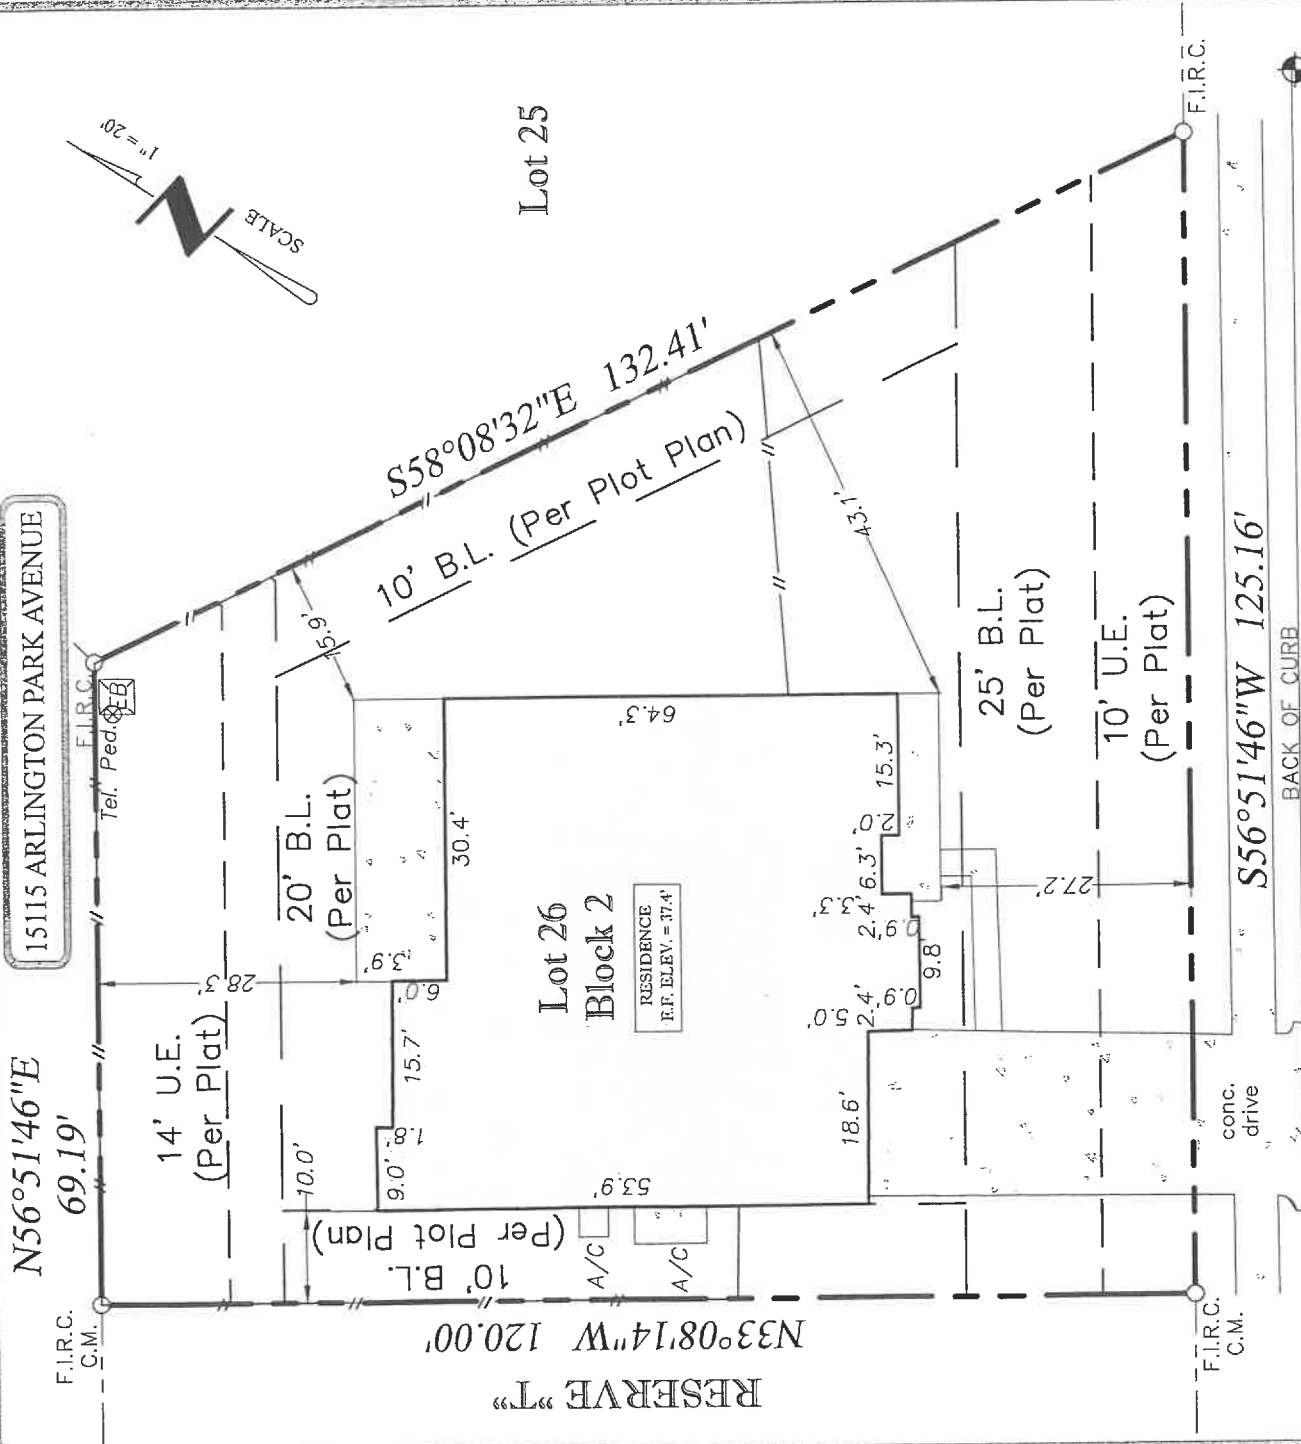 15115 ARLINGTON PARK AVENUE
1" = 20'
SCALE
Lot 25
N56°51'46"E
69.19'
F.I.R.C.
C.M.
F.I.R.C.
Tel. Ped.
EB
S58°08'32"E 132.41'
14' U.E.
(Per Plat)
20' B.L.
(Per Plat)
10' B.L. (Per Plot Plan)
28.3'
15.9'
43.1'
10.0'
10' B.L.
(Per Plot Plan)
A/C
A/C
9.0'
1.8'
15.7'
6.0'
3.9'
30.4'
64.3'
53.9'
Lot 26
Block 2
RESIDENCE
F.F. ELEV. = 37.4'
18.6'
5.0'
2.4'
0.9'
9.8'
0.9'
2.4'
3.3'
6.3'
2.0'
15.3'
27.2'
25' B.L.
(Per Plat)
10' U.E.
(Per Plat)
N33°08'14"W 120.00'
RESERVE "T"
F.I.R.C.
C.M.
F.I.R.C.
conc.
drive
S56°51'46"W 125.16'
BACK OF CURB